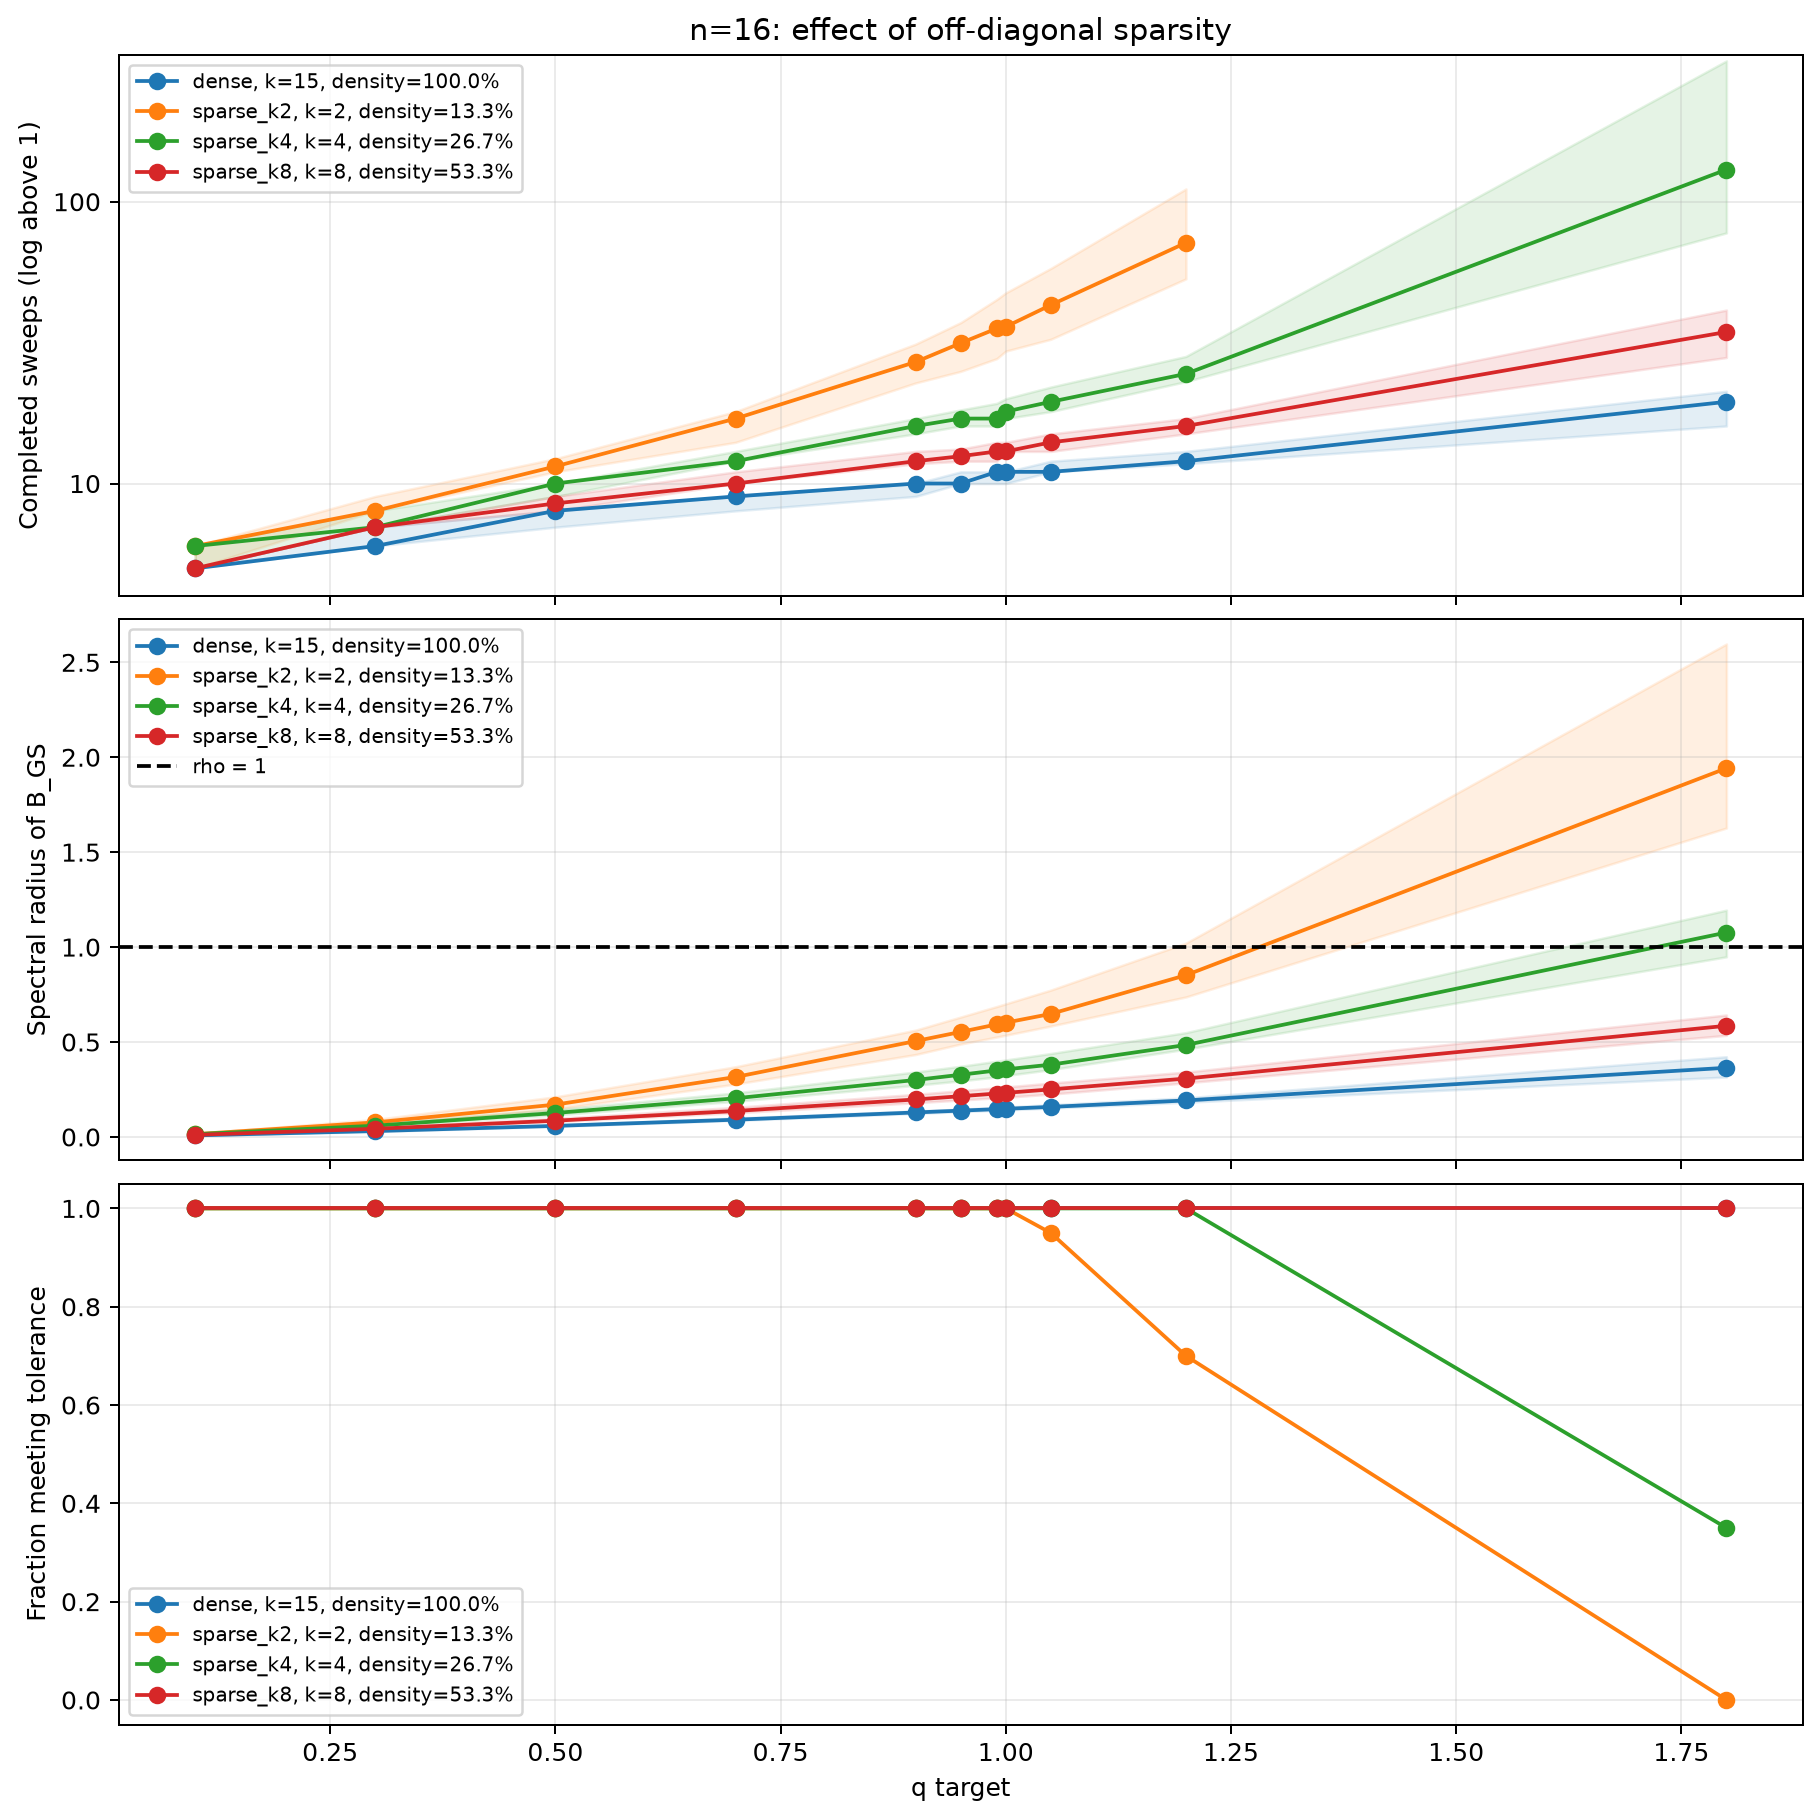 n=16: effect of off-diagonal sparsity
Completed sweeps (log above 1)
100
10
dense, k=15, density=100.0%
sparse_k2, k=2, density=13.3%
sparse_k4, k=4, density=26.7%
sparse_k8, k=8, density=53.3%
Spectral radius of B_GS
2.5
2.0
1.5
1.0
0.5
0.0
dense, k=15, density=100.0%
sparse_k2, k=2, density=13.3%
sparse_k4, k=4, density=26.7%
sparse_k8, k=8, density=53.3%
rho = 1
Fraction meeting tolerance
1.0
0.8
0.6
0.4
0.2
0.0
dense, k=15, density=100.0%
sparse_k2, k=2, density=13.3%
sparse_k4, k=4, density=26.7%
sparse_k8, k=8, density=53.3%
0.25 0.50 0.75 1.00 1.25 1.50 1.75
q target